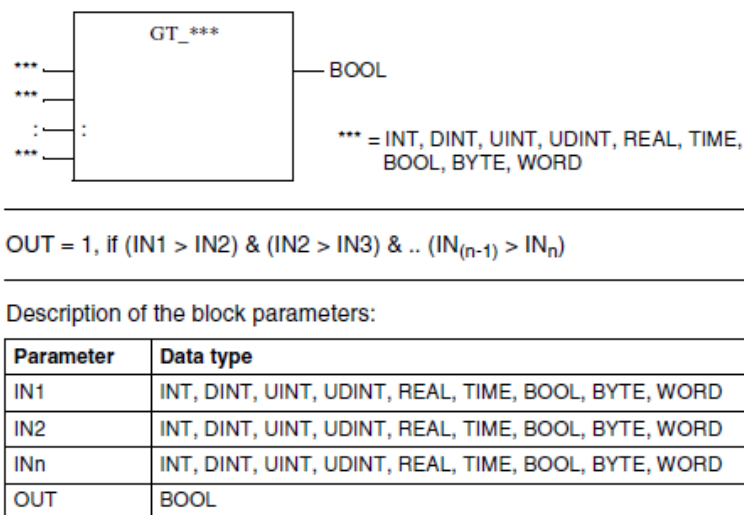 GT_***
***
BOOL
***
: :
*** = INT, DINT, UINT, UDINT, REAL, TIME,
***
BOOL, BYTE, WORD
OUT = 1, if (IN1 > IN2) & (IN2 > IN3) & .. (IN(n-1) > INn)
Description of the block parameters:
Parameter Data type
IN1 INT, DINT, UINT, UDINT, REAL, TIME, BOOL, BYTE, WORD
IN2 INT, DINT, UINT, UDINT, REAL, TIME, BOOL, BYTE, WORD
INn INT, DINT, UINT, UDINT, REAL, TIME, BOOL, BYTE, WORD
OUT BOOL